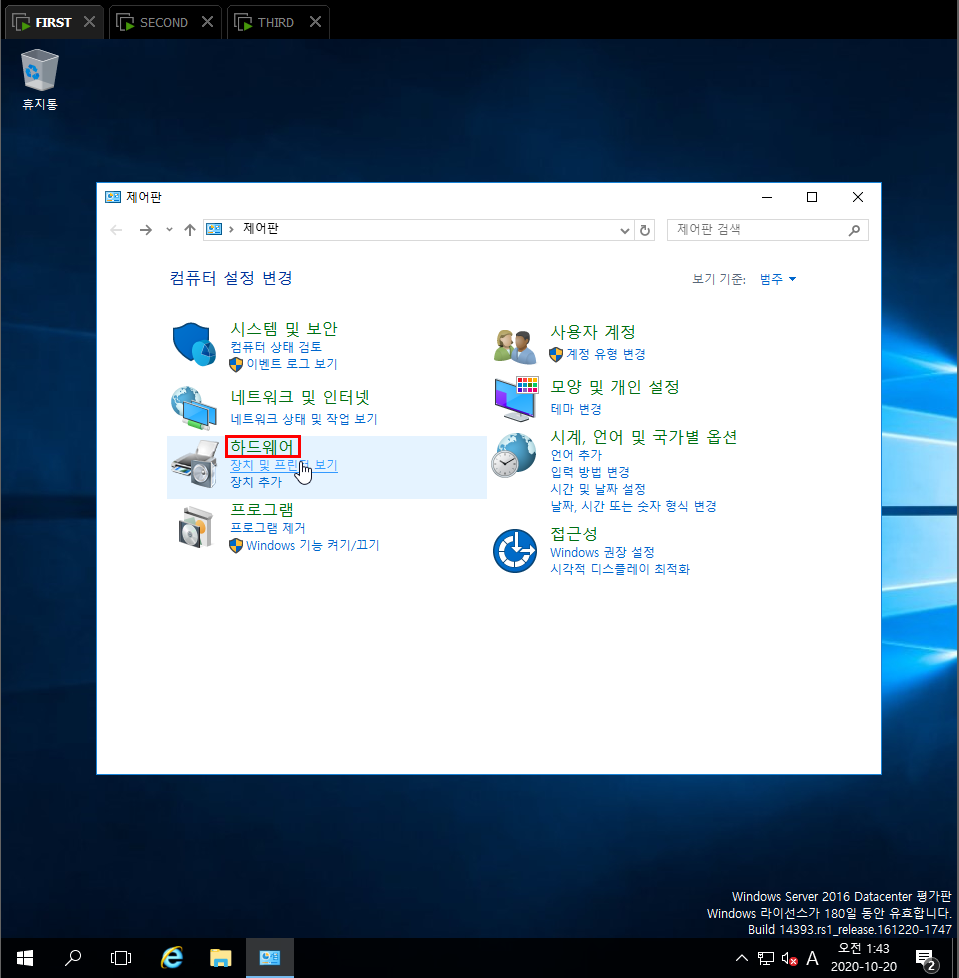 FIRST
SECOND
THIRD
휴지통
제어판
제어판
제어판 검색
컴퓨터 설정 변경
보기 기준:
범주
시스템 및 보안
컴퓨터 상태 검토
이벤트 로그 보기
네트워크 및 인터넷
네트워크 상태 및 작업 보기
하드웨어
장치 및 프린터 보기
장치 추가
프로그램
프로그램 제거
Windows 기능 켜기/끄기
사용자 계정
계정 유형 변경
모양 및 개인 설정
테마 변경
시계, 언어 및 국가별 옵션
언어 추가
입력 방법 변경
시간 및 날짜 설정
날짜, 시간 또는 숫자 형식 변경
접근성
Windows 권장 설정
시각적 디스플레이 최적화
Windows Server 2016 Datacenter 평가판
Windows 라이선스가 180일 동안 유효합니다.
Build 14393.rs1_release.161220-1747
A
오전 1:43
2020-10-20
2